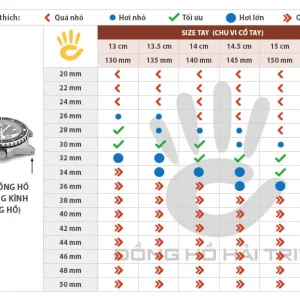 thích: Quá nhỏ Hơi nhỏ Tối ưu Hơi lớn
SIZE TAY (CHU VI CỔ TAY)
13 cm 13.5 cm 14 cm 14.5 cm 15 cm
130 mm 135 mm 140 mm 145 mm 150 mm
20 mm
22 mm
24 mm
26 mm
28 mm
30 mm
32 mm
34 mm
36 mm
38 mm
40 mm
42 mm
44 mm
46 mm
48 mm
50 mm
ỒNG HỒ
G KÍNH
G HỒ)
ĐỒNG HỒ HẢI TRI